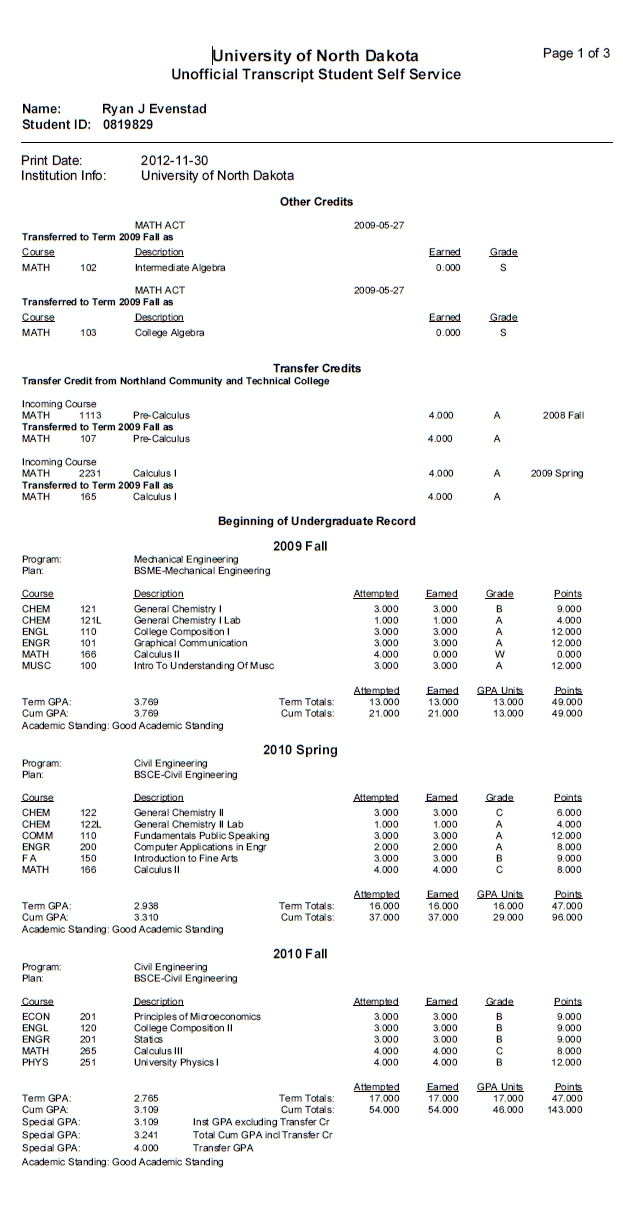 University of North Dakota Page 1 of 3
Unofficial Transcript Student Self Service
Name: Ryan J Evenstad
Student ID: 0819829
Print Date: 2012-11-30
Institution Info: University of North Dakota
Other Credits
MATH ACT 2009-05-27
Transferred to Term 2009 Fall as
Course Description Earned Grade
MATH 102 Intermediate Algebra 0.000 S
MATH ACT 2009-05-27
Transferred to Term 2009 Fall as
Course Description Earned Grade
MATH 103 College Algebra 0.000 S
Transfer Credits
Transfer Credit from Northland Community and Technical College
Incoming Course
MATH 1113 Pre-Calculus 4.000 A 2008 Fall
Transferred to Term 2009 Fall as
MATH 107 Pre-Calculus 4.000 A
Incoming Course
MATH 2231 Calculus I 4.000 A 2009 Spring
Transferred to Term 2009 Fall as
MATH 165 Calculus I 4.000 A
Beginning of Undergraduate Record
2009 Fall
Program: Mechanical Engineering
Plan: BSME-Mechanical Engineering
Course Description Attempted Earned Grade Points
CHEM 121 General Chemistry I 3.000 3.000 B 9.000
CHEM 121L General Chemistry I Lab 1.000 1.000 A 4.000
ENGL 110 College Composition I 3.000 3.000 A 12.000
ENGR 101 Graphical Communication 3.000 3.000 A 12.000
MATH 166 Calculus II 4.000 0.000 W 0.000
MUSC 100 Intro To Understanding Of Musc 3.000 3.000 A 12.000
Attempted Earned GPA Units Points
Term GPA: 3.769 Term Totals: 13.000 13.000 13.000 49.000
Cum GPA: 3.769 Cum Totals: 21.000 21.000 13.000 49.000
Academic Standing: Good Academic Standing
2010 Spring
Program: Civil Engineering
Plan: BSCE-Civil Engineering
Course Description Attempted Earned Grade Points
CHEM 122 General Chemistry II 3.000 3.000 C 6.000
CHEM 122L General Chemistry II Lab 1.000 1.000 A 4.000
COMM 110 Fundamentals Public Speaking 3.000 3.000 A 12.000
ENGR 200 Computer Applications in Engr 2.000 2.000 A 8.000
F A 150 Introduction to Fine Arts 3.000 3.000 B 9.000
MATH 166 Calculus II 4.000 4.000 C 8.000
Attempted Earned GPA Units Points
Term GPA: 2.938 Term Totals: 16.000 16.000 16.000 47.000
Cum GPA: 3.310 Cum Totals: 37.000 37.000 29.000 96.000
Academic Standing: Good Academic Standing
2010 Fall
Program: Civil Engineering
Plan: BSCE-Civil Engineering
Course Description Attempted Earned Grade Points
ECON 201 Principles of Microeconomics 3.000 3.000 B 9.000
ENGL 120 College Composition II 3.000 3.000 B 9.000
ENGR 201 Statics 3.000 3.000 B 9.000
MATH 265 Calculus III 4.000 4.000 C 8.000
PHYS 251 University Physics I 4.000 4.000 B 12.000
Attempted Earned GPA Units Points
Term GPA: 2.765 Term Totals: 17.000 17.000 17.000 47.000
Cum GPA: 3.109 Cum Totals: 54.000 54.000 46.000 143.000
Special GPA: 3.109 Inst GPA excluding Transfer Cr
Special GPA: 3.241 Total Cum GPA incl Transfer Cr
Special GPA: 4.000 Transfer GPA
Academic Standing: Good Academic Standing